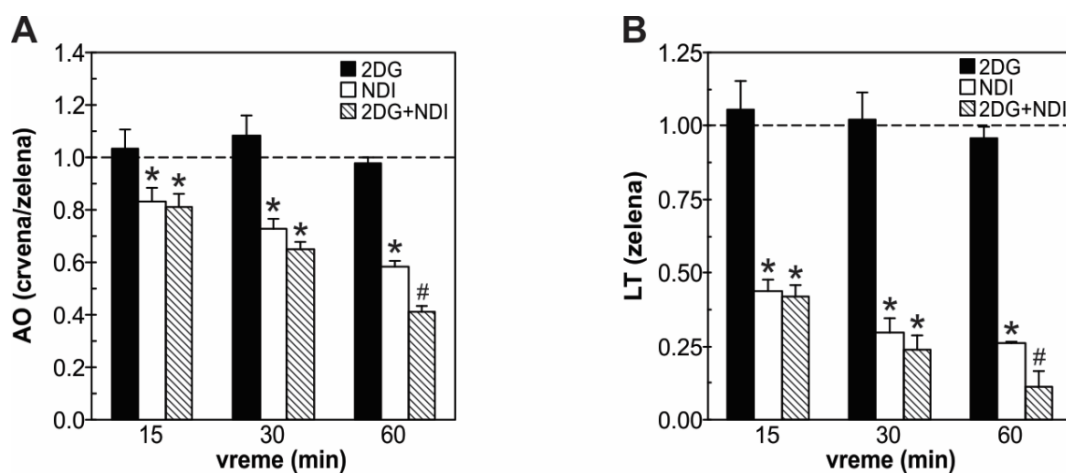 A
AO (crvena/zelena)
1.4
1.2
1.0
0.8
0.6
0.4
0.2
0.0
2DG
NDI
2DG+NDI
* *
* *
* #
15 30 60
vreme (min)
B
LT (zelena)
1.25
1.00
0.75
0.50
0.25
0.00
2DG
NDI
2DG+NDI
* *
* *
* #
15 30 60
vreme (min)